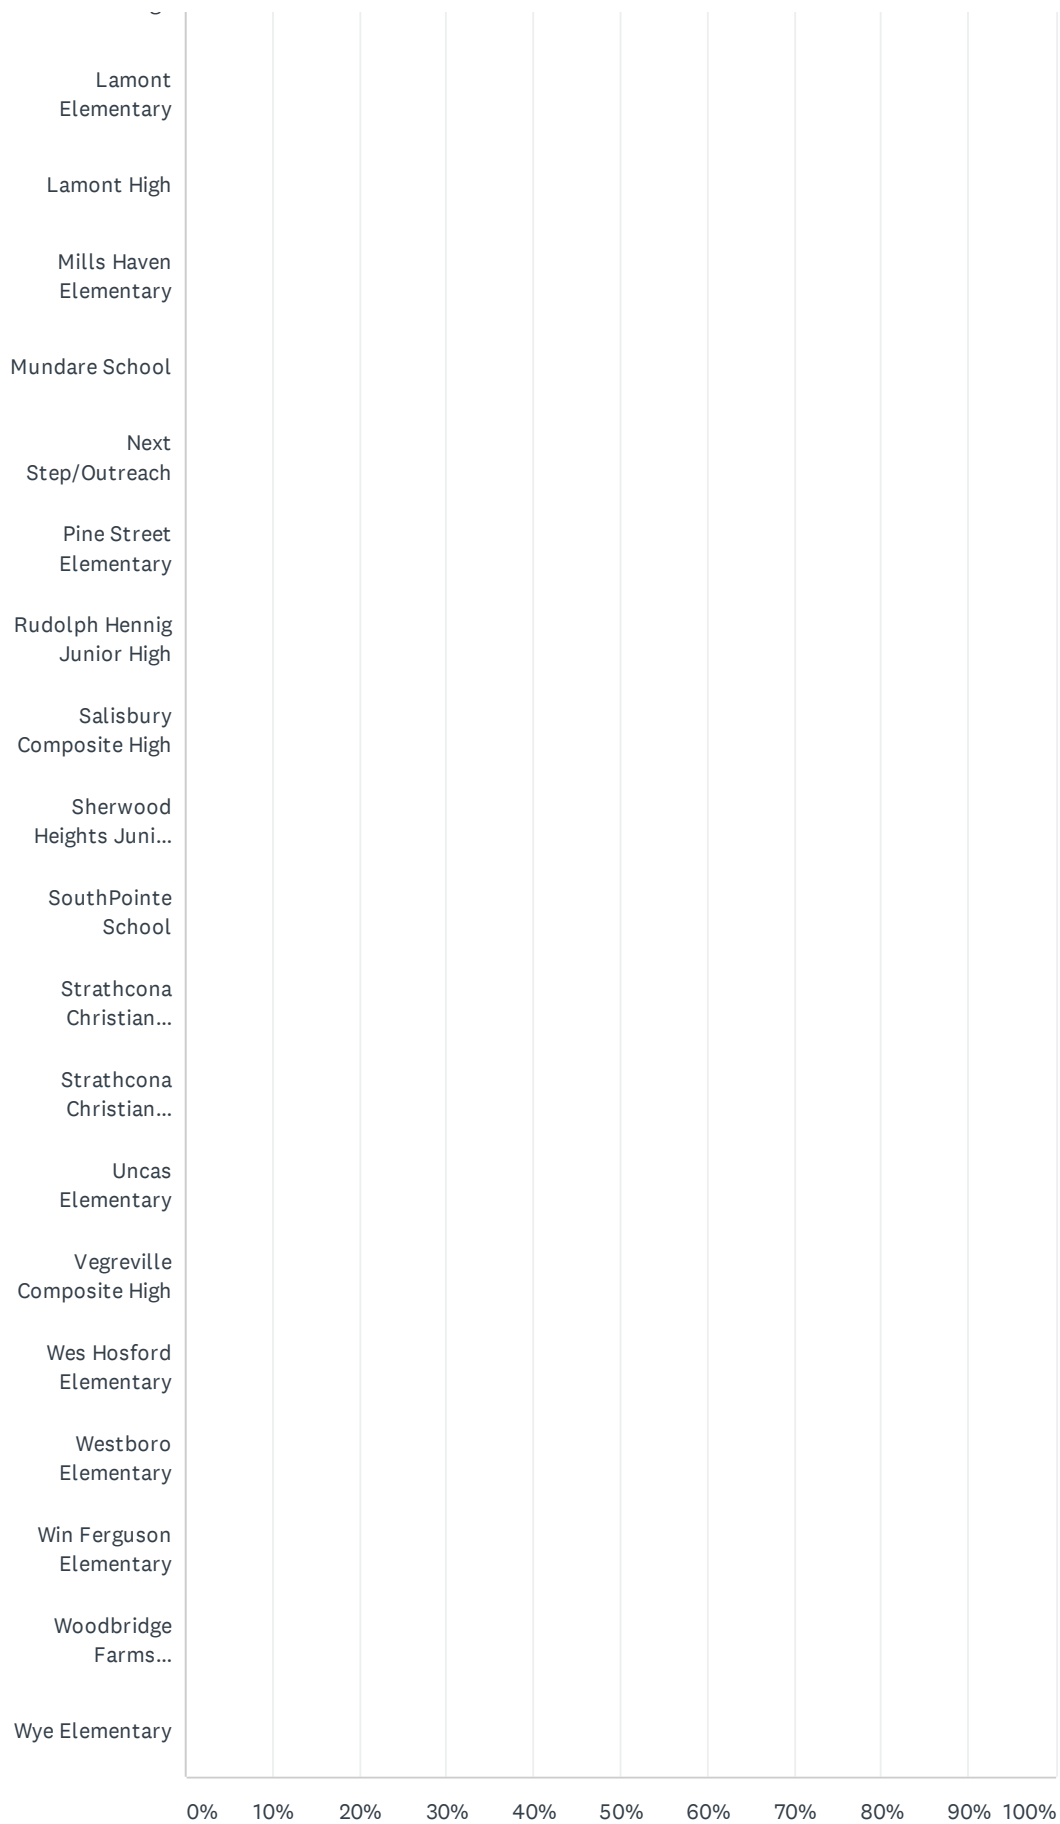 Lamont
Elementary
Lamont High
Mills Haven
Elementary
Mundare School
Next
Step/Outreach
Pine Street
Elementary
Rudolph Hennig
Junior High
Salisbury
Composite High
Sherwood
Heights Juni...
SouthPointe
School
Strathcona
Christian...
Strathcona
Christian...
Uncas
Elementary
Vegreville
Composite High
Wes Hosford
Elementary
Westboro
Elementary
Win Ferguson
Elementary
Woodbridge
Farms...
Wye Elementary
0% 10% 20% 30% 40% 50% 60% 70% 80% 90% 100%